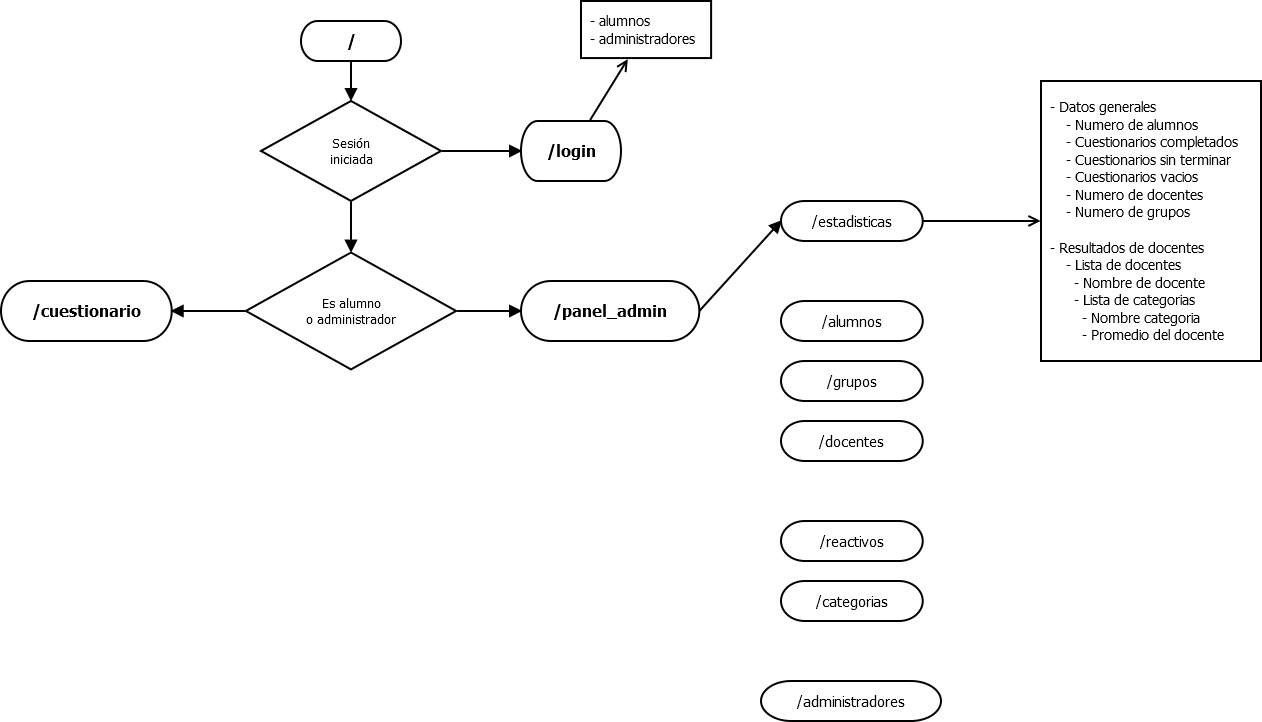 /
Sesión
iniciada
/login
- alumnos
- administradores
Es alumno
o administrador
/cuestionario
/panel_admin
/estadisticas
/alumnos
/grupos
/docentes
/reactivos
/categorias
/administradores
- Datos generales
- Numero de alumnos
- Cuestionarios completados
- Cuestionarios sin terminar
- Cuestionarios vacios
- Numero de docentes
- Numero de grupos
- Resultados de docentes
- Lista de docentes
- Nombre de docente
- Lista de categorias
- Nombre categoria
- Promedio del docente